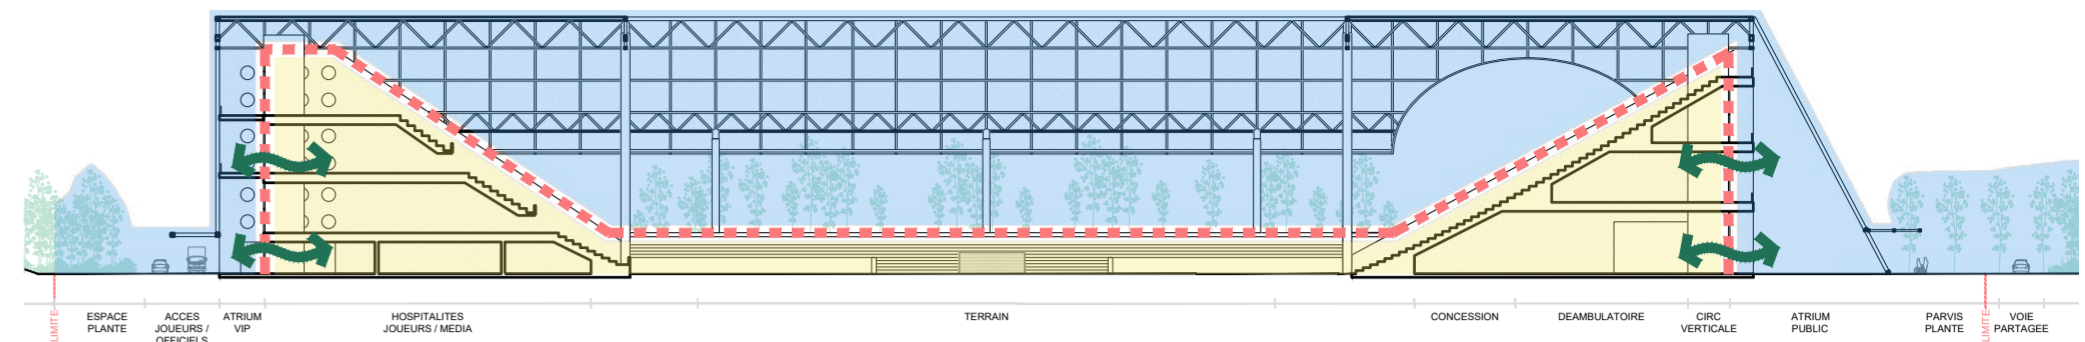 LIMITE
ESPACE
PLANTE
ACCES
JOUEURS /
OFFICIELS
ATRIUM
VIP
HOSPITALITES
JOUEURS / MEDIA
TERRAIN
CONCESSION
DEAMBULATOIRE
CIRC
VERTICALE
ATRIUM
PUBLIC
PARVIS
PLANTE
LIMITE
VOIE
PARTAGEE